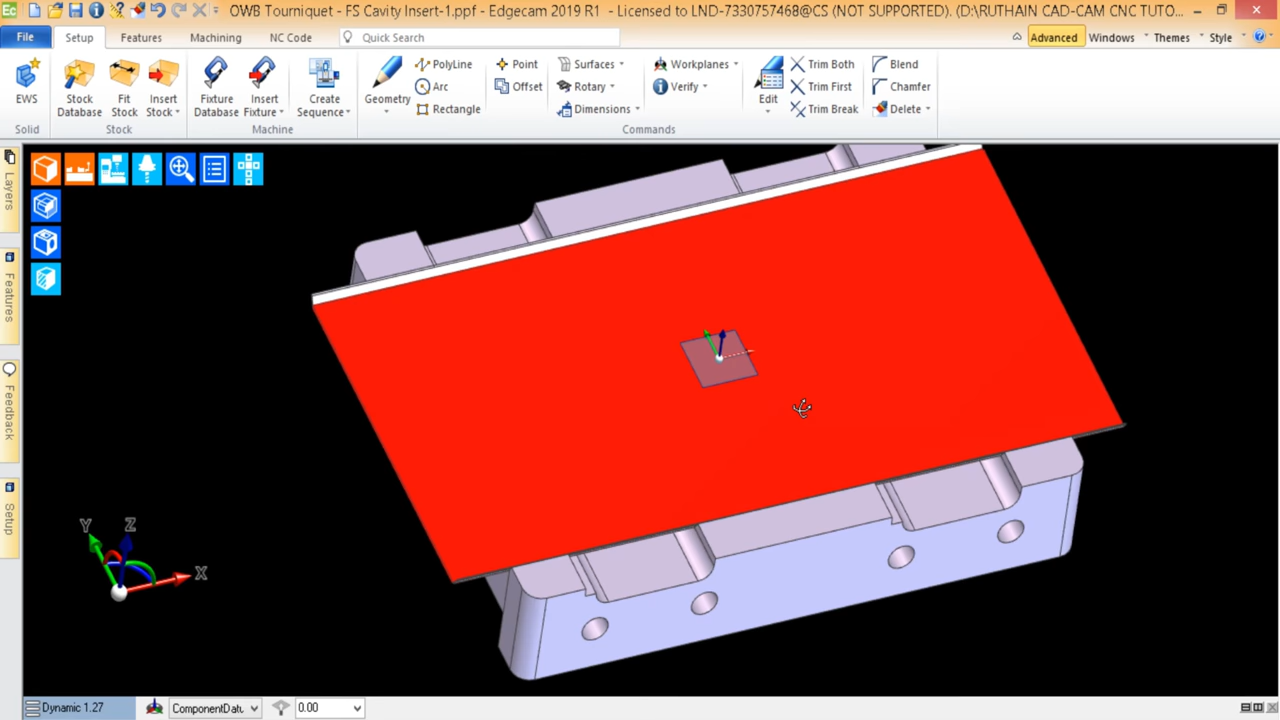 Ec OWB Tourniquet - FS Cavity Insert-1.ppf - Edgecam 2019 R1 - Licensed to LND-7330757468@CS (NOT SUPPORTED). (D:\RUTHAIN CAD-CAM CNC TUTO...
File Setup Features Machining NC Code Quick Search Advanced Windows Themes Style
EWS
Solid
Stock Database
Fit Stock
Insert Stock
Stock
Fixture Database
Insert Fixture
Create Sequence
Machine
Geometry
PolyLine
Arc
Rectangle
Point
Offset
Surfaces
Rotary
Dimensions
Workplanes
Verify
Edit
Trim Both
Trim First
Trim Break
Blend
Chamfer
Delete
Commands
Layers
Features
Feedback
Setup
Y Z
X
Dynamic 1.27 ComponentDatu 0.00